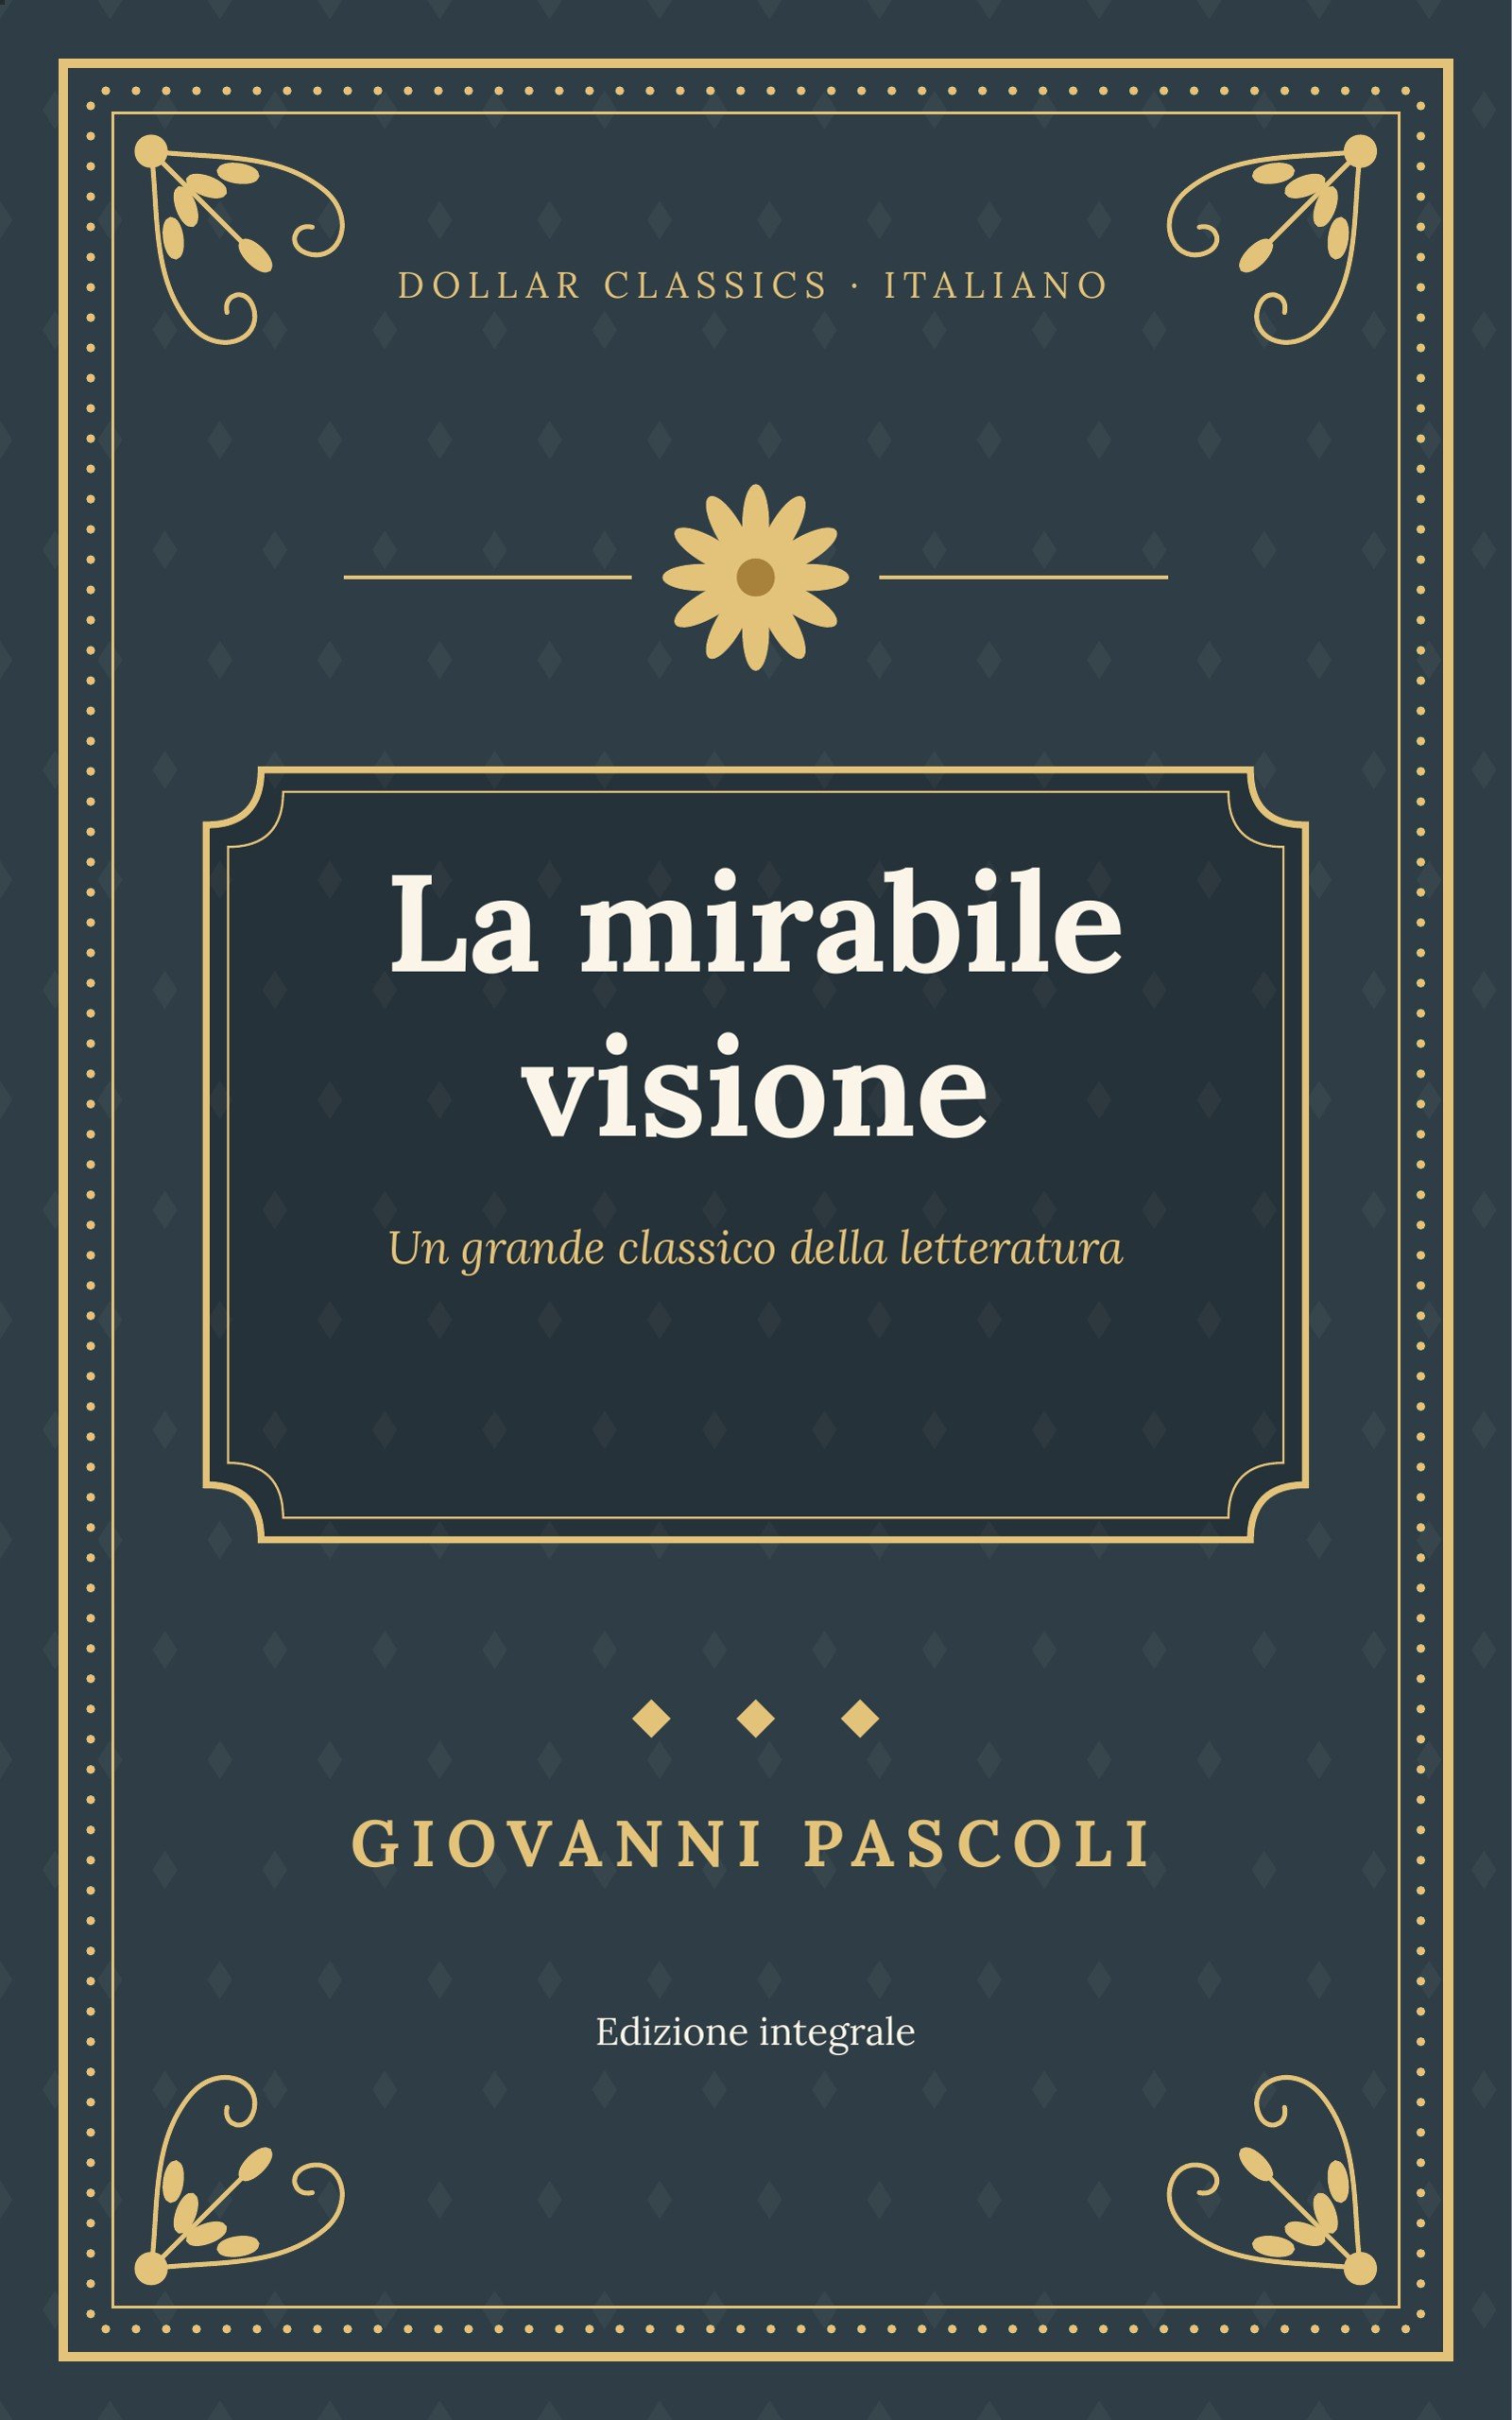 DOLLAR CLASSICS · ITALIANO
La mirabile
visione
Un grande classico della letteratura
GIOVANNI PASCOLI
Edizione integrale